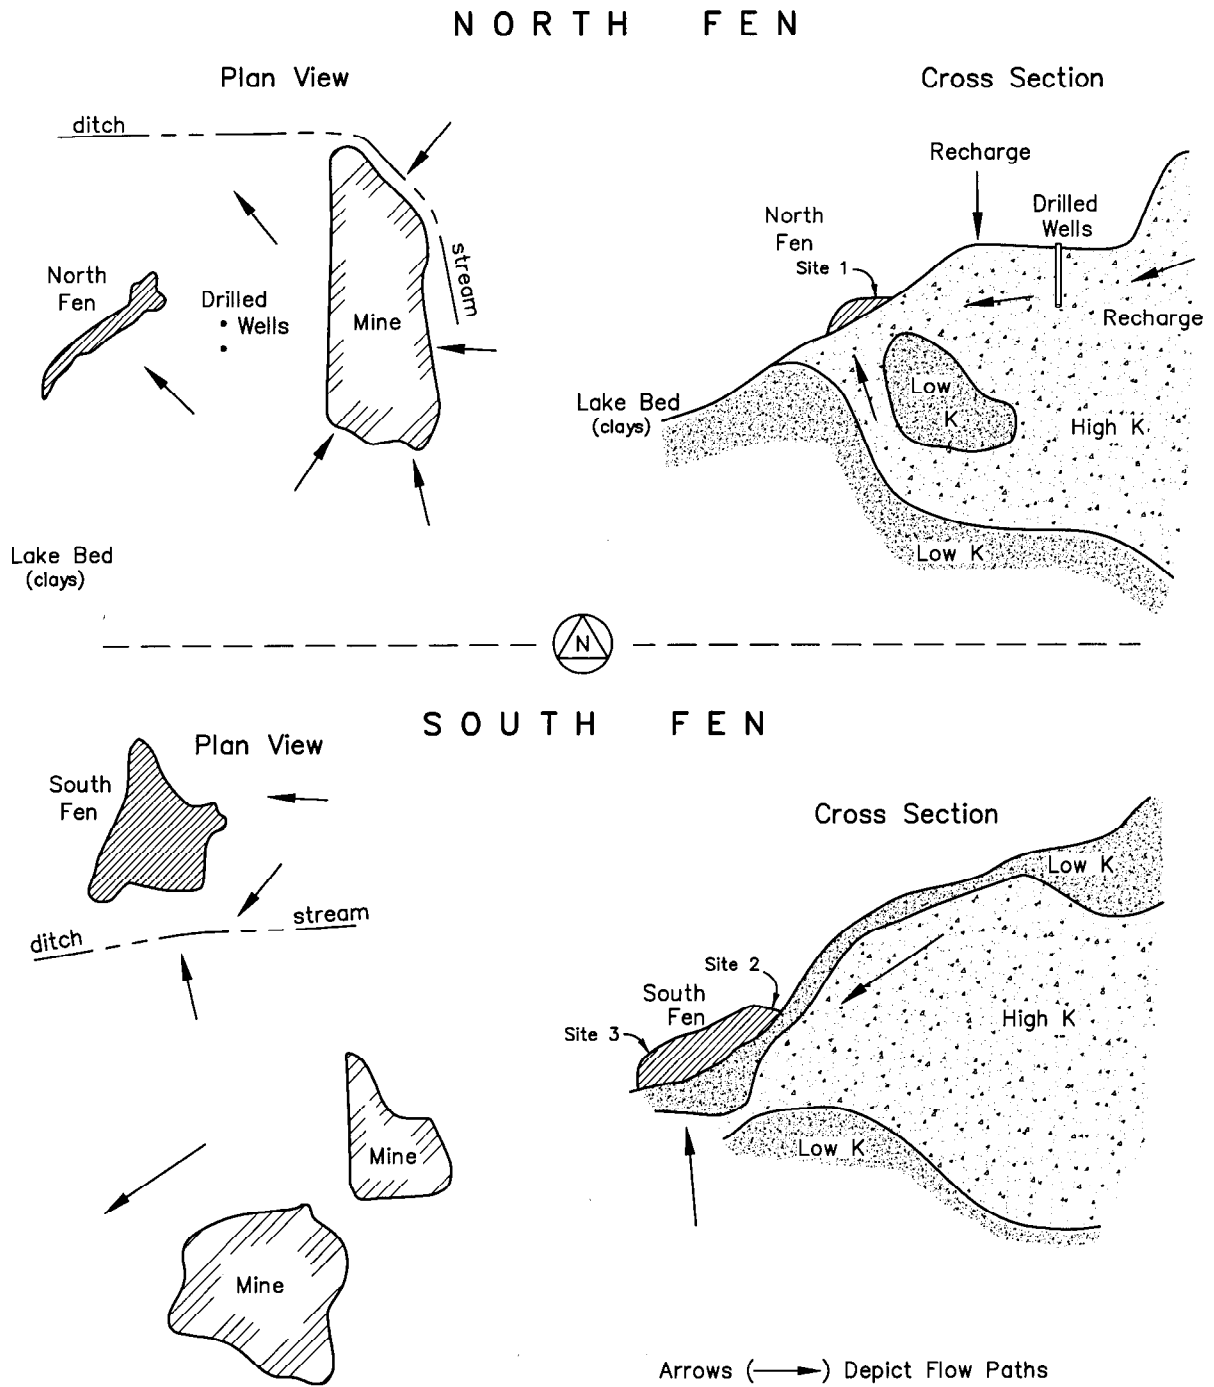 NORTH FEN
Plan View
Cross Section
ditch
Recharge
Drilled
Wells
North
Fen
Site 1
stream
North
Fen
Drilled
Wells
Mine
Recharge
Low
K
High K
Lake Bed
(clays)
Low K
Lake Bed
(clays)
N
SOUTH FEN
Plan View
South
Fen
Cross Section
Low K
stream
ditch
Site 2
South
Fen
Site 3
High K
Mine
Low K
Mine
Arrows (⟶) Depict Flow Paths